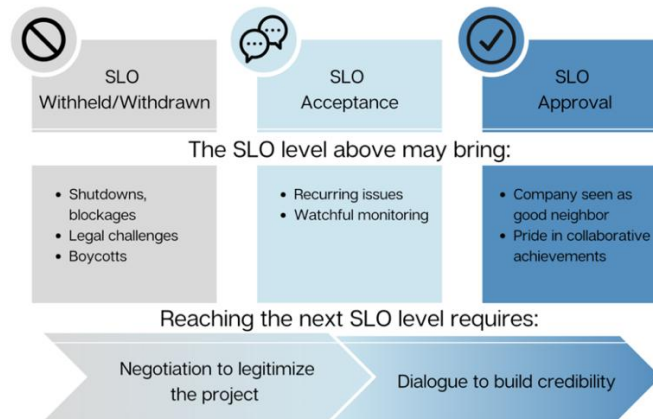 SLO
Withheld/Withdrawn
SLO
Acceptance
SLO
Approval
The SLO level above may bring:
• Shutdowns,
blockages
• Legal challenges
• Boycotts
• Recurring issues
• Watchful monitoring
• Company seen as
good neighbor
• Pride in collaborative
achievements
Reaching the next SLO level requires:
Negotiation to legitimize
the project
Dialogue to build credibility